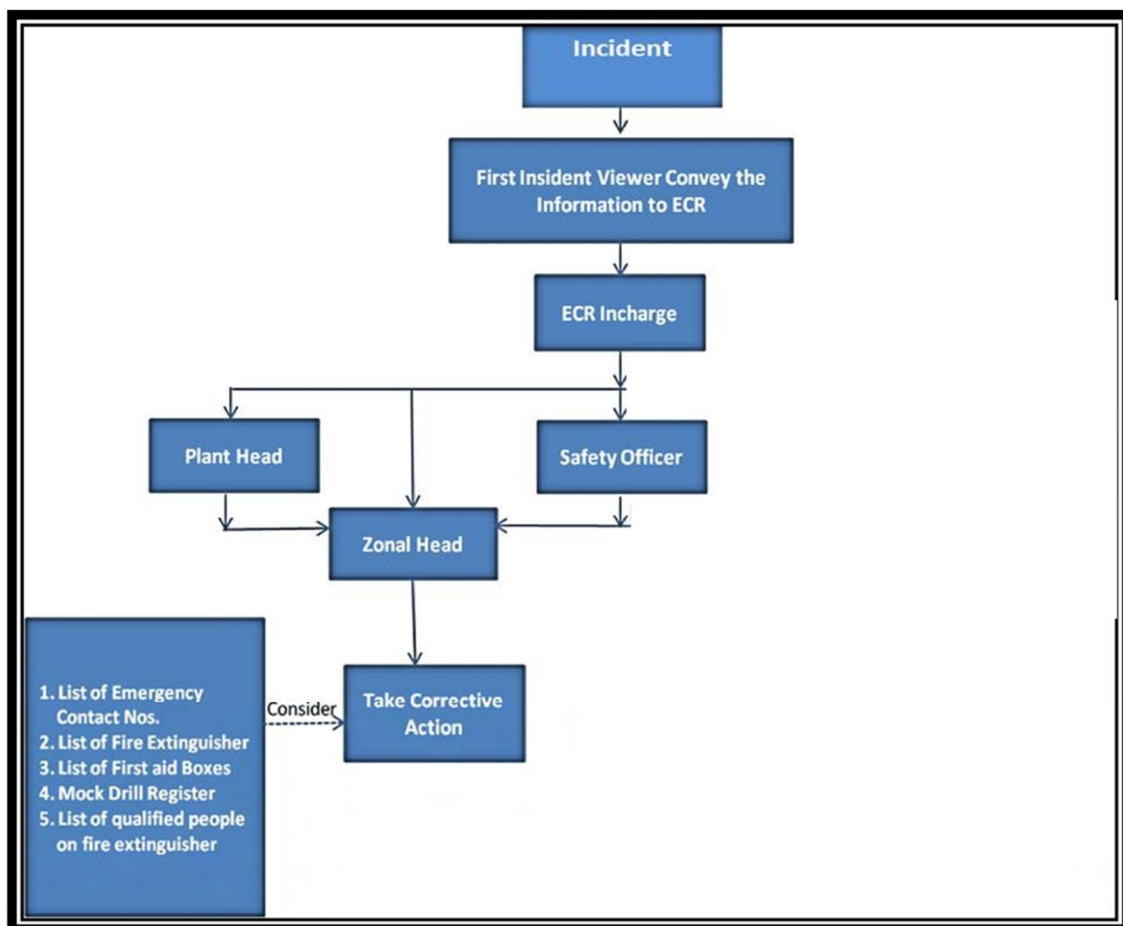 Incident
First Insident Viewer Convey the
Information to ECR
ECR Incharge
Plant Head
Safety Officer
Zonal Head
1. List of Emergency
Contact Nos.
2. List of Fire Extinguisher
3. List of First aid Boxes
4. Mock Drill Register
5. List of qualified people
on fire extinguisher
Consider
Take Corrective
Action